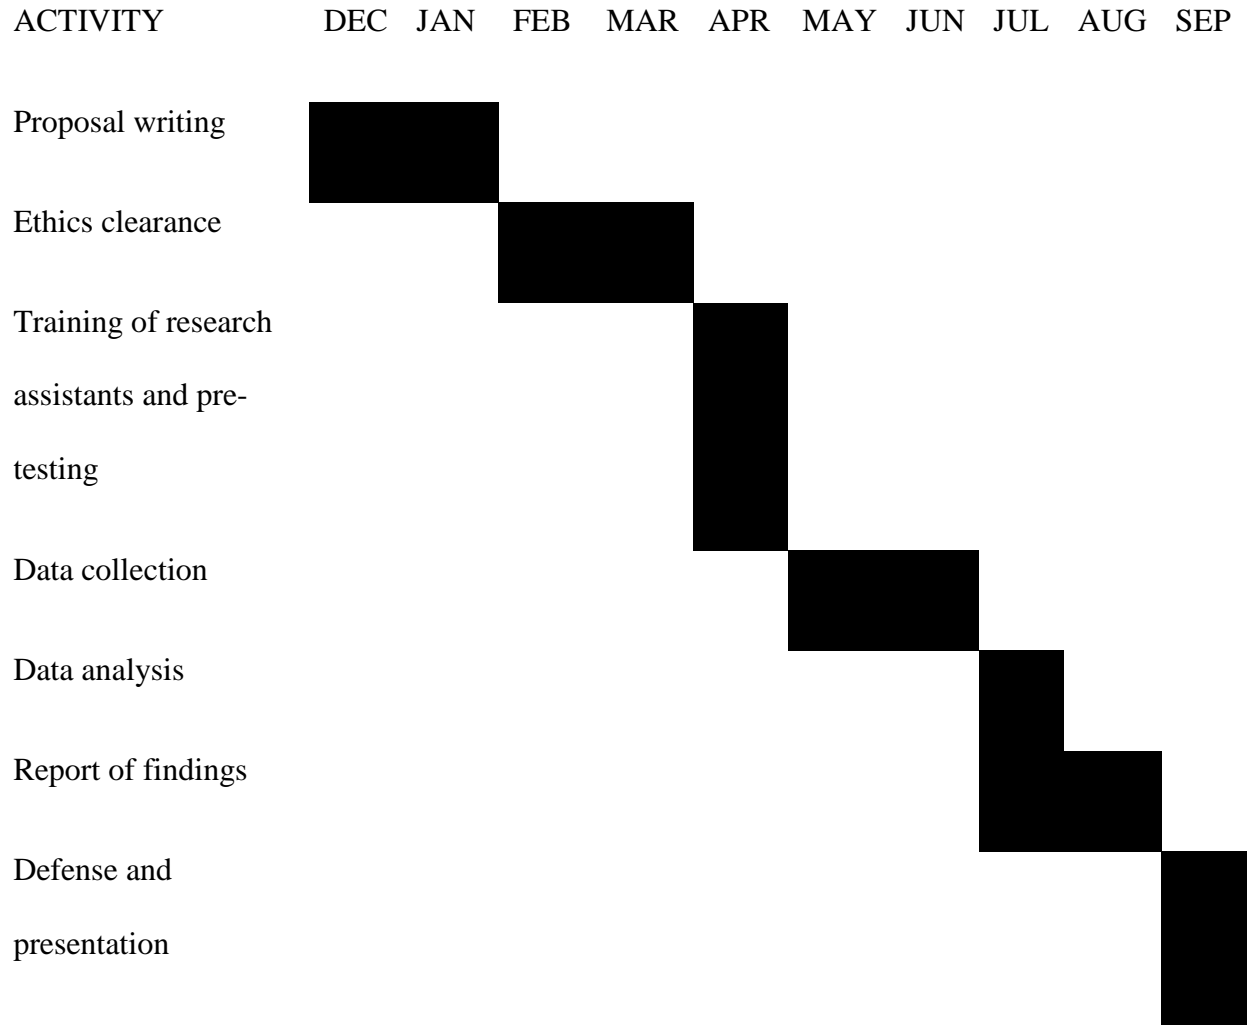 ACTIVITY DEC JAN FEB MAR APR MAY JUN JUL AUG SEP
Proposal writing
Ethics clearance
Training of research
assistants and pre-
testing
Data collection
Data analysis
Report of findings
Defense and
presentation